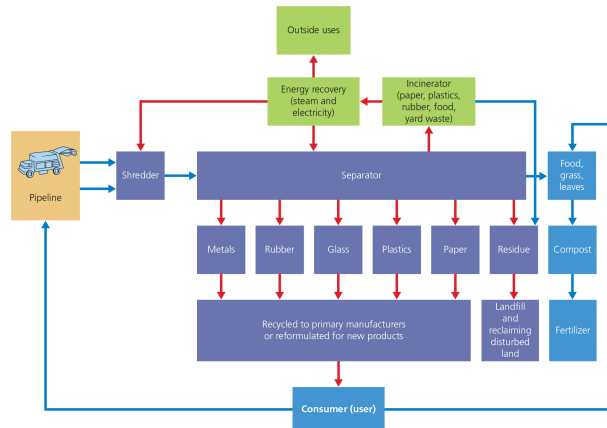 Outside uses
Energy recovery
(steam and
electricity)
Incinerator
(paper, plastics,
rubber, food,
yard waste)
Pipeline
Shredder
Separator
Food,
grass,
leaves
Metals
Rubber
Glass
Plastics
Paper
Residue
Compost
Recycled to primary manufacturers
or reformulated for new products
Landfill
and
reclaiming
disturbed
land
Fertilizer
Consumer (user)